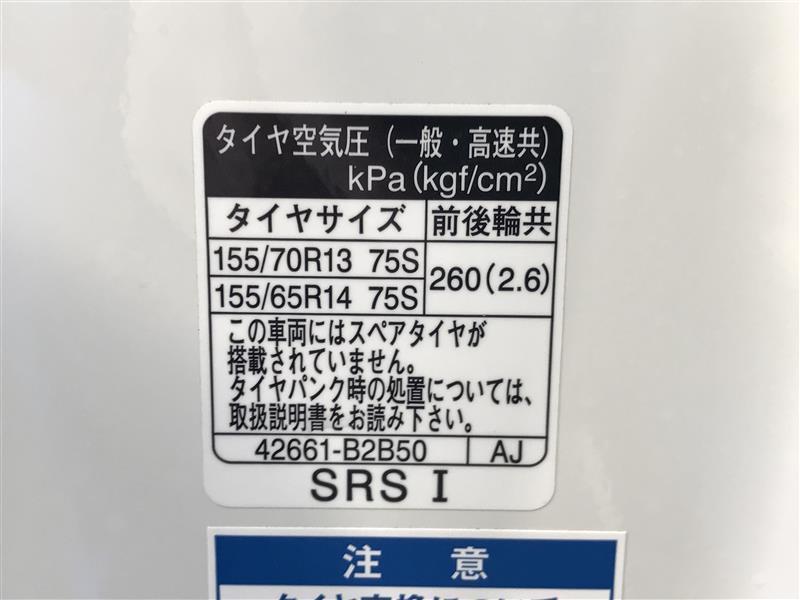 タイヤ空気圧(一般・高速共)
kPa(kgf/cm²)
タイヤサイズ 前後輪共
155/70R13 75S
260(2.6)
155/65R14 75S
この車両にはスペアタイヤが
搭載されていません。
タイヤパンク時の処置については、
取扱説明書をお読み下さい。
42661-B2B50 AJ
SRS I
注 意